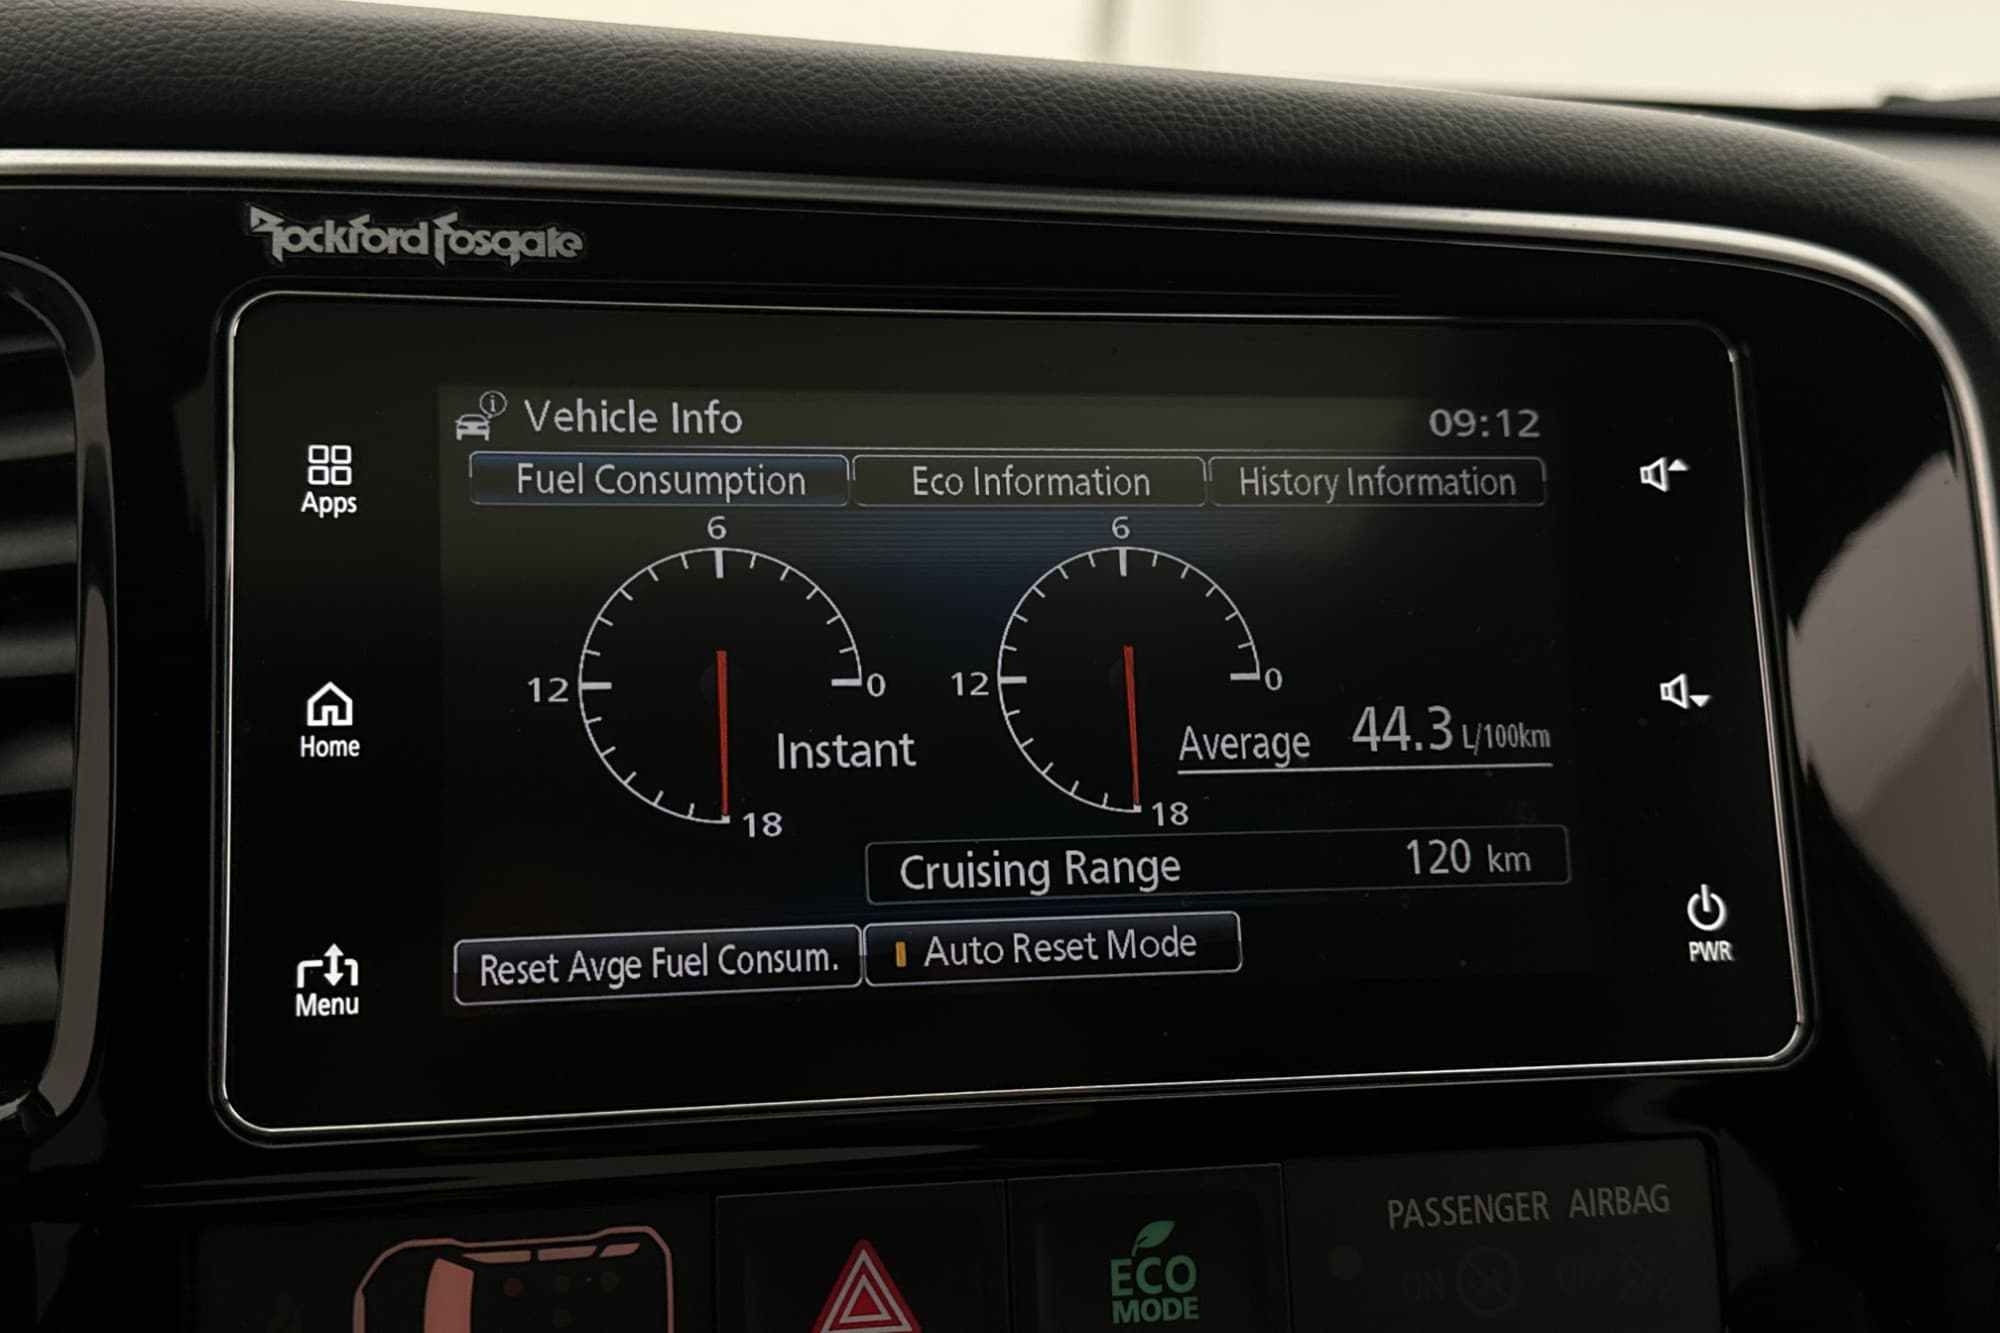 Rockford Fosgate
Vehicle Info
09:12
Fuel Consumption
Eco Information
History Information
Apps
6
12
0
18
Instant
6
12
0
18
Average 44.3 L/100km
Home
Cruising Range 120 km
Reset Avge Fuel Consum.
Auto Reset Mode
Menu
PWR
PASSENGER AIRBAG
ON
ECO
MODE